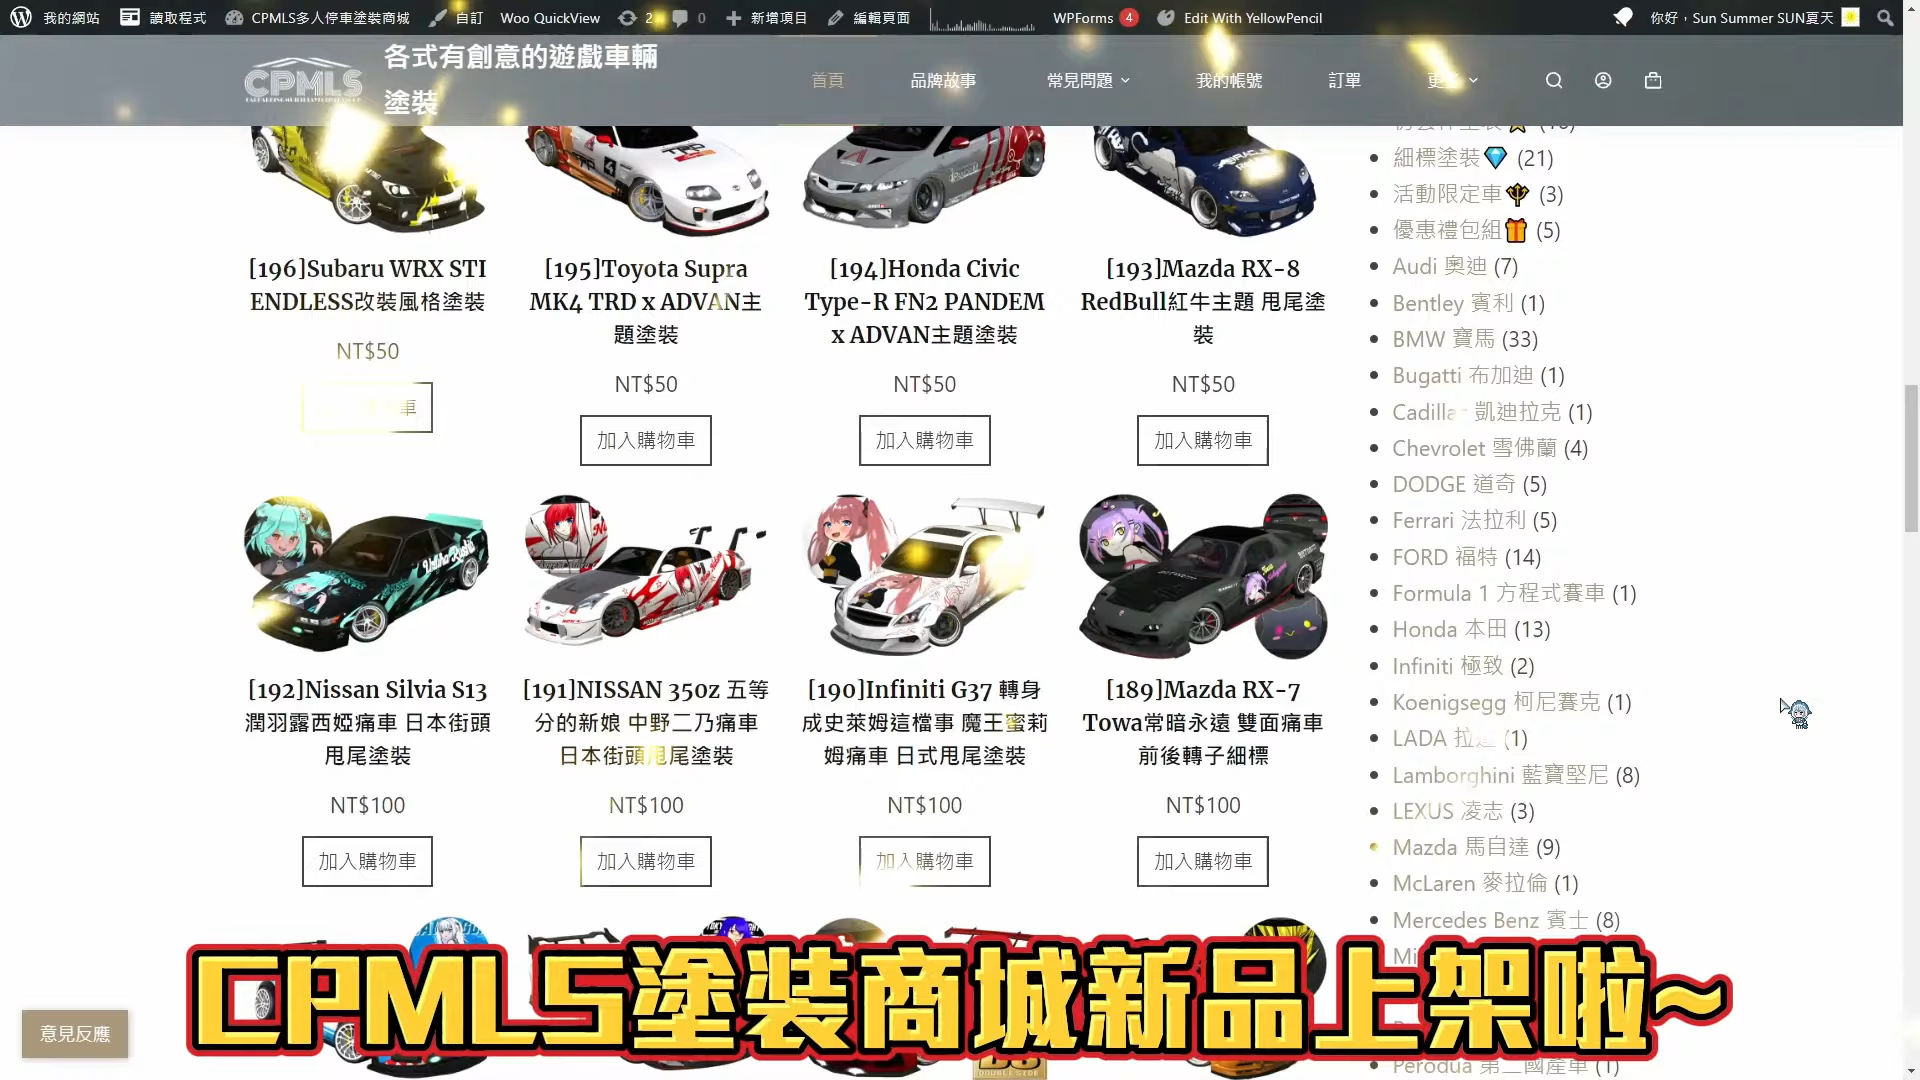 我的網站 讀取程式 CPMLS多人停車塗裝商城 自訂 Woo QuickView 2 0 新增項目 編輯頁面 WPForms 4 Edit With YellowPencil 你好，Sun Summer SUN夏天
CPMLS
各式有創意的遊戲車輛
塗裝
首頁 品牌故事 常見問題 我的帳號 訂單
[196]Subaru WRX STI
ENDLESS改裝風格塗裝
NT$50
[195]Toyota Supra
MK4 TRD x ADVAN主
題塗裝
NT$50
加入購物車
[194]Honda Civic
Type-R FN2 PANDEM
x ADVAN主題塗裝
NT$50
加入購物車
[193]Mazda RX-8
RedBull紅牛主題 甩尾塗
裝
NT$50
加入購物車
[192]Nissan Silvia S13
潤羽露西婭痛車 日本街頭
甩尾塗裝
NT$100
加入購物車
[191]NISSAN 350z 五等
分的新娘 中野二乃痛車
日本街頭甩尾塗裝
NT$100
加入購物車
[190]Infiniti G37 轉身
成史萊姆這檔事 魔王蜜莉
姆痛車 日式甩尾塗裝
NT$100
加入購物車
[189]Mazda RX-7
Towa常暗永遠 雙面痛車
前後轉子細標
NT$100
加入購物車
細標塗裝 (21)
活動限定車 (3)
優惠禮包組 (5)
Audi 奧迪 (7)
Bentley 賓利 (1)
BMW 寶馬 (33)
Bugatti 布加迪 (1)
Cadillac 凱迪拉克 (1)
Chevrolet 雪佛蘭 (4)
DODGE 道奇 (5)
Ferrari 法拉利 (5)
FORD 福特 (14)
Formula 1 方程式賽車 (1)
Honda 本田 (13)
Infiniti 極致 (2)
Koenigsegg 柯尼賽克 (1)
LADA 拉達 (1)
Lamborghini 藍寶堅尼 (8)
LEXUS 凌志 (3)
Mazda 馬自達 (9)
McLaren 麥拉倫 (1)
Mercedes Benz 賓士 (8)
Perodua 第二國產車 (1)
意見反應
CPMLS塗裝商城新品上架啦~